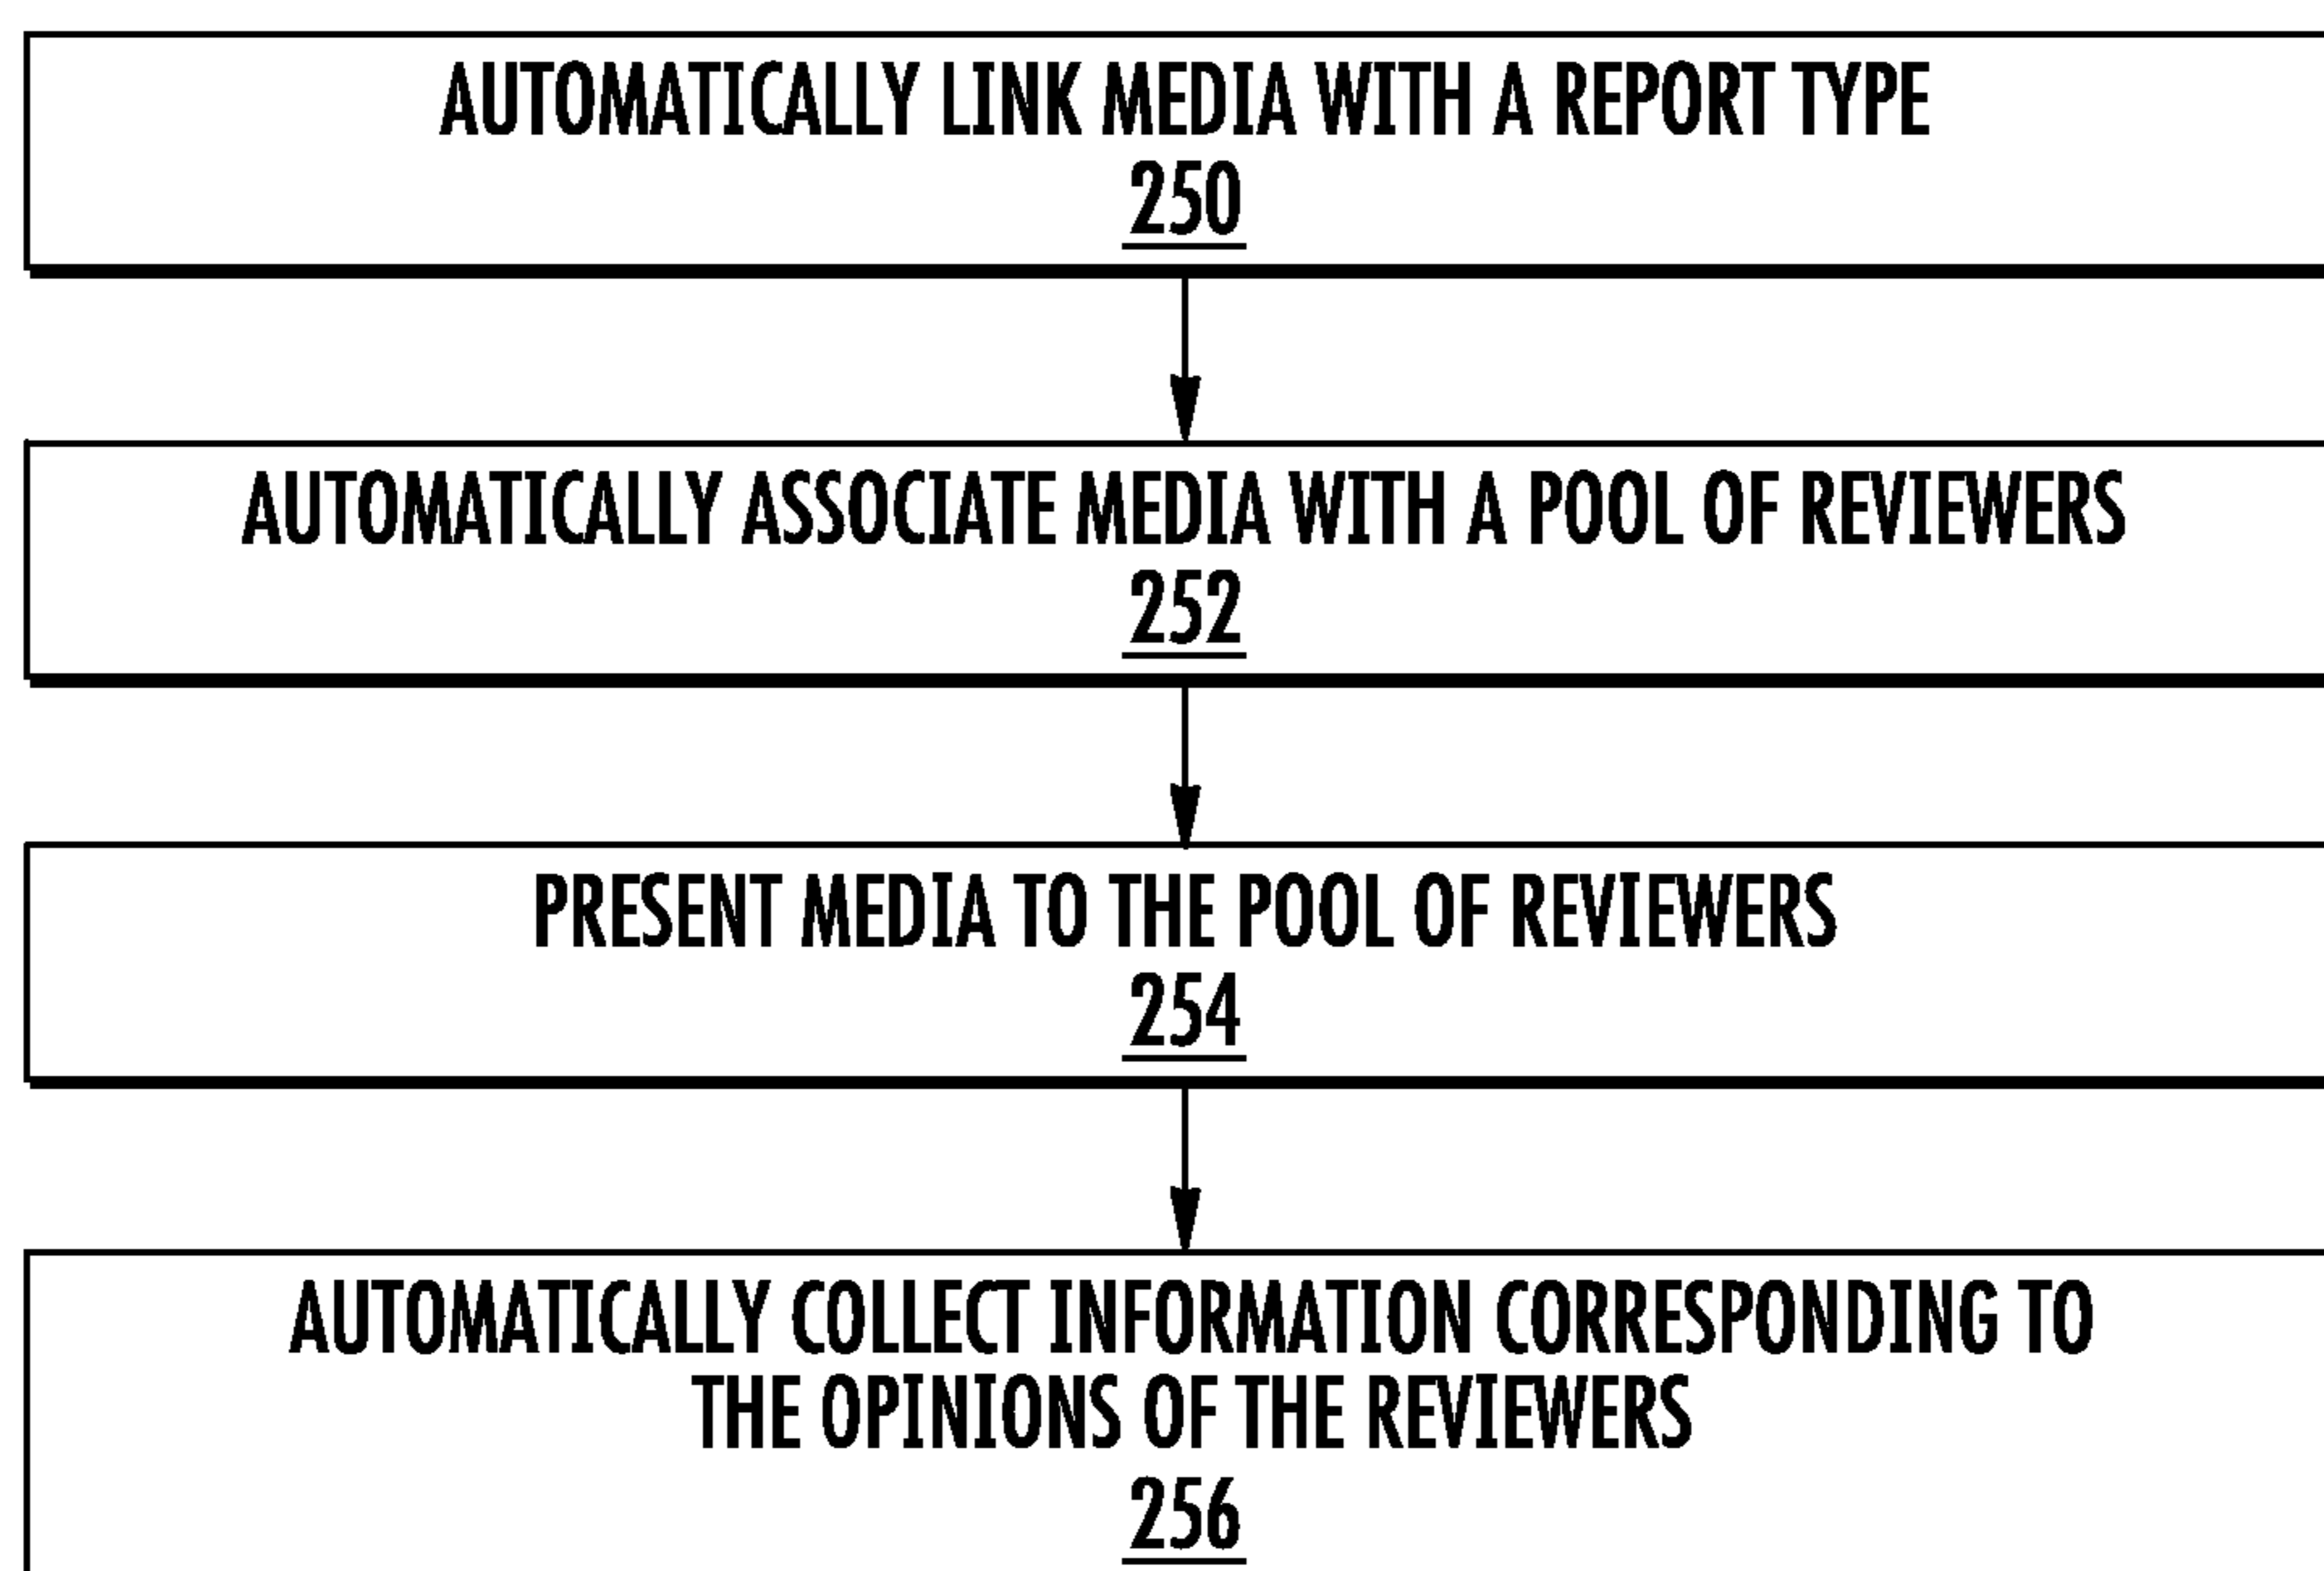 AUTOMATICALLY LINK MEDIA WITH A REPORT TYPE
250
AUTOMATICALLY ASSOCIATE MEDIA WITH A POOL OF REVIEWERS
252
PRESENT MEDIA TO THE POOL OF REVIEWERS
254
AUTOMATICALLY COLLECT INFORMATION CORRESPONDING TO
THE OPINIONS OF THE REVIEWERS
256